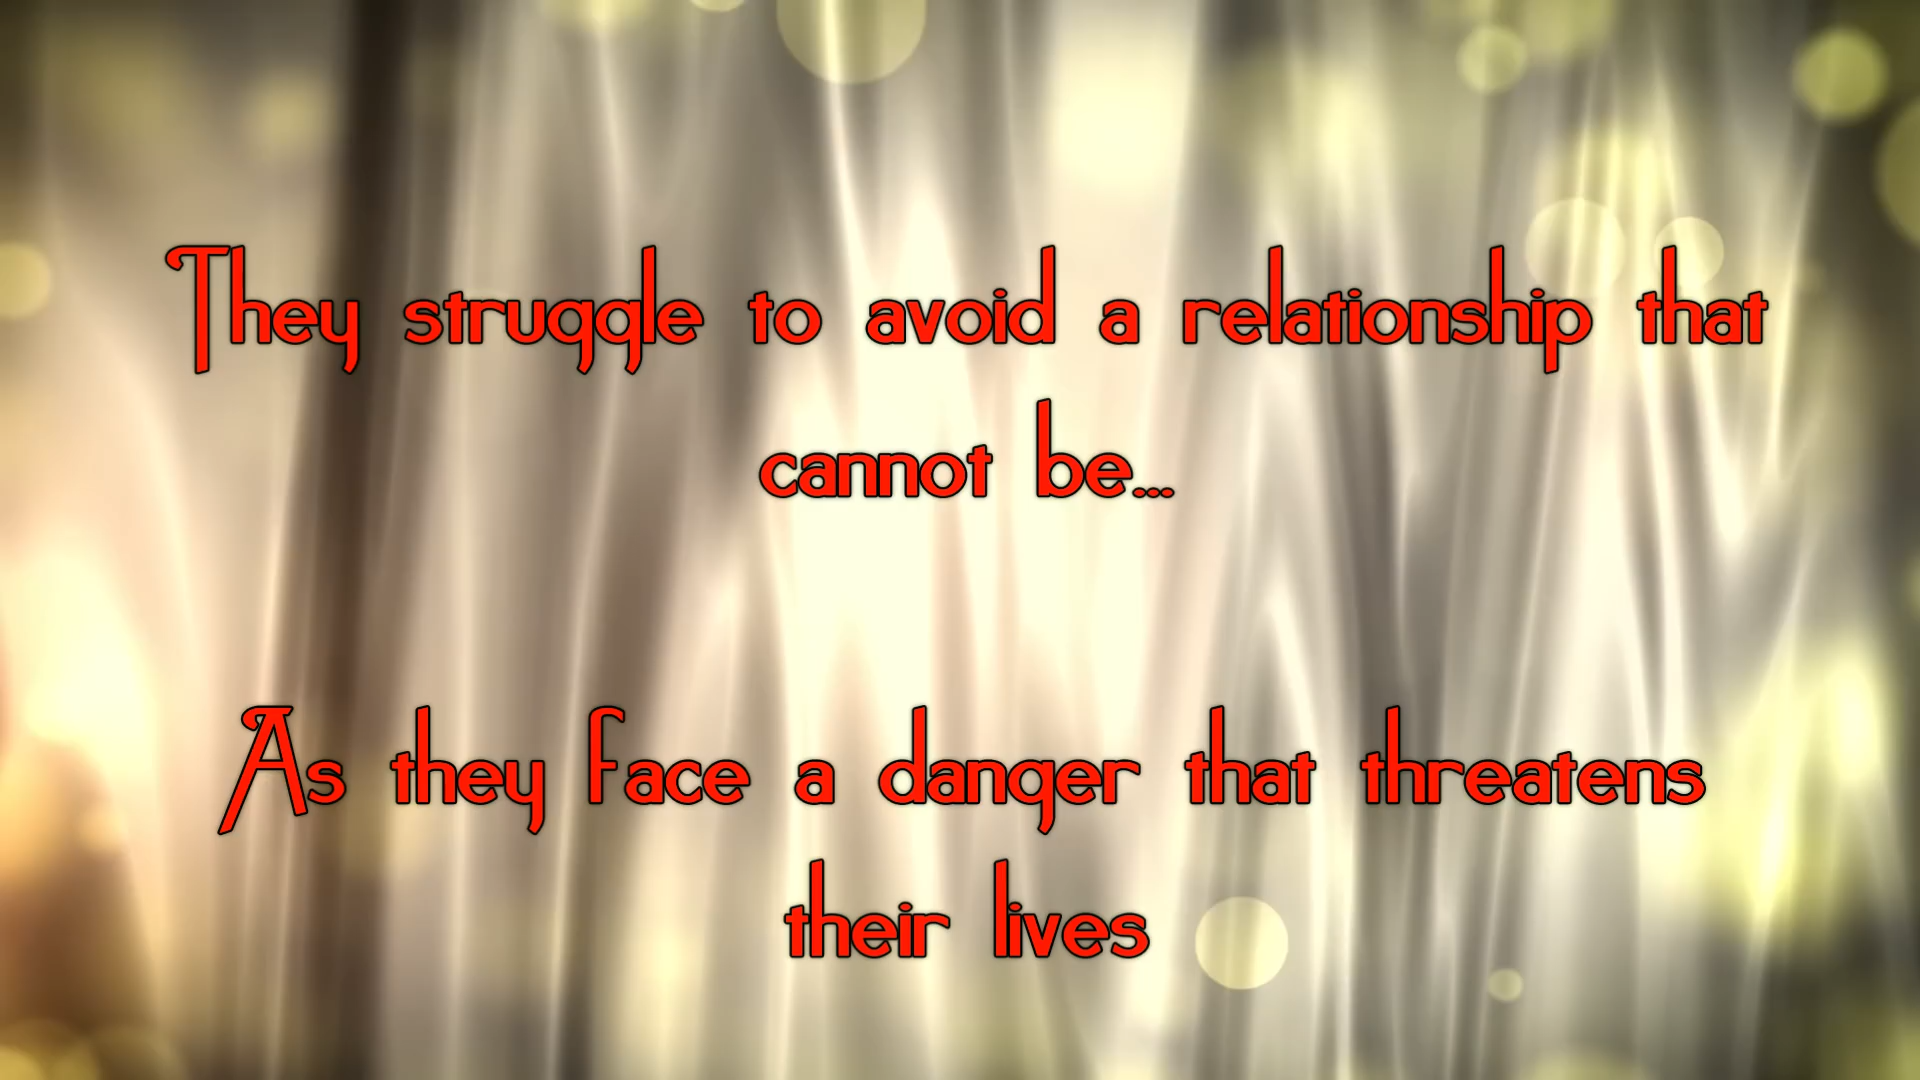 They struggle to avoid a relationship that
cannot be...
As they face a danger that threatens
their lives